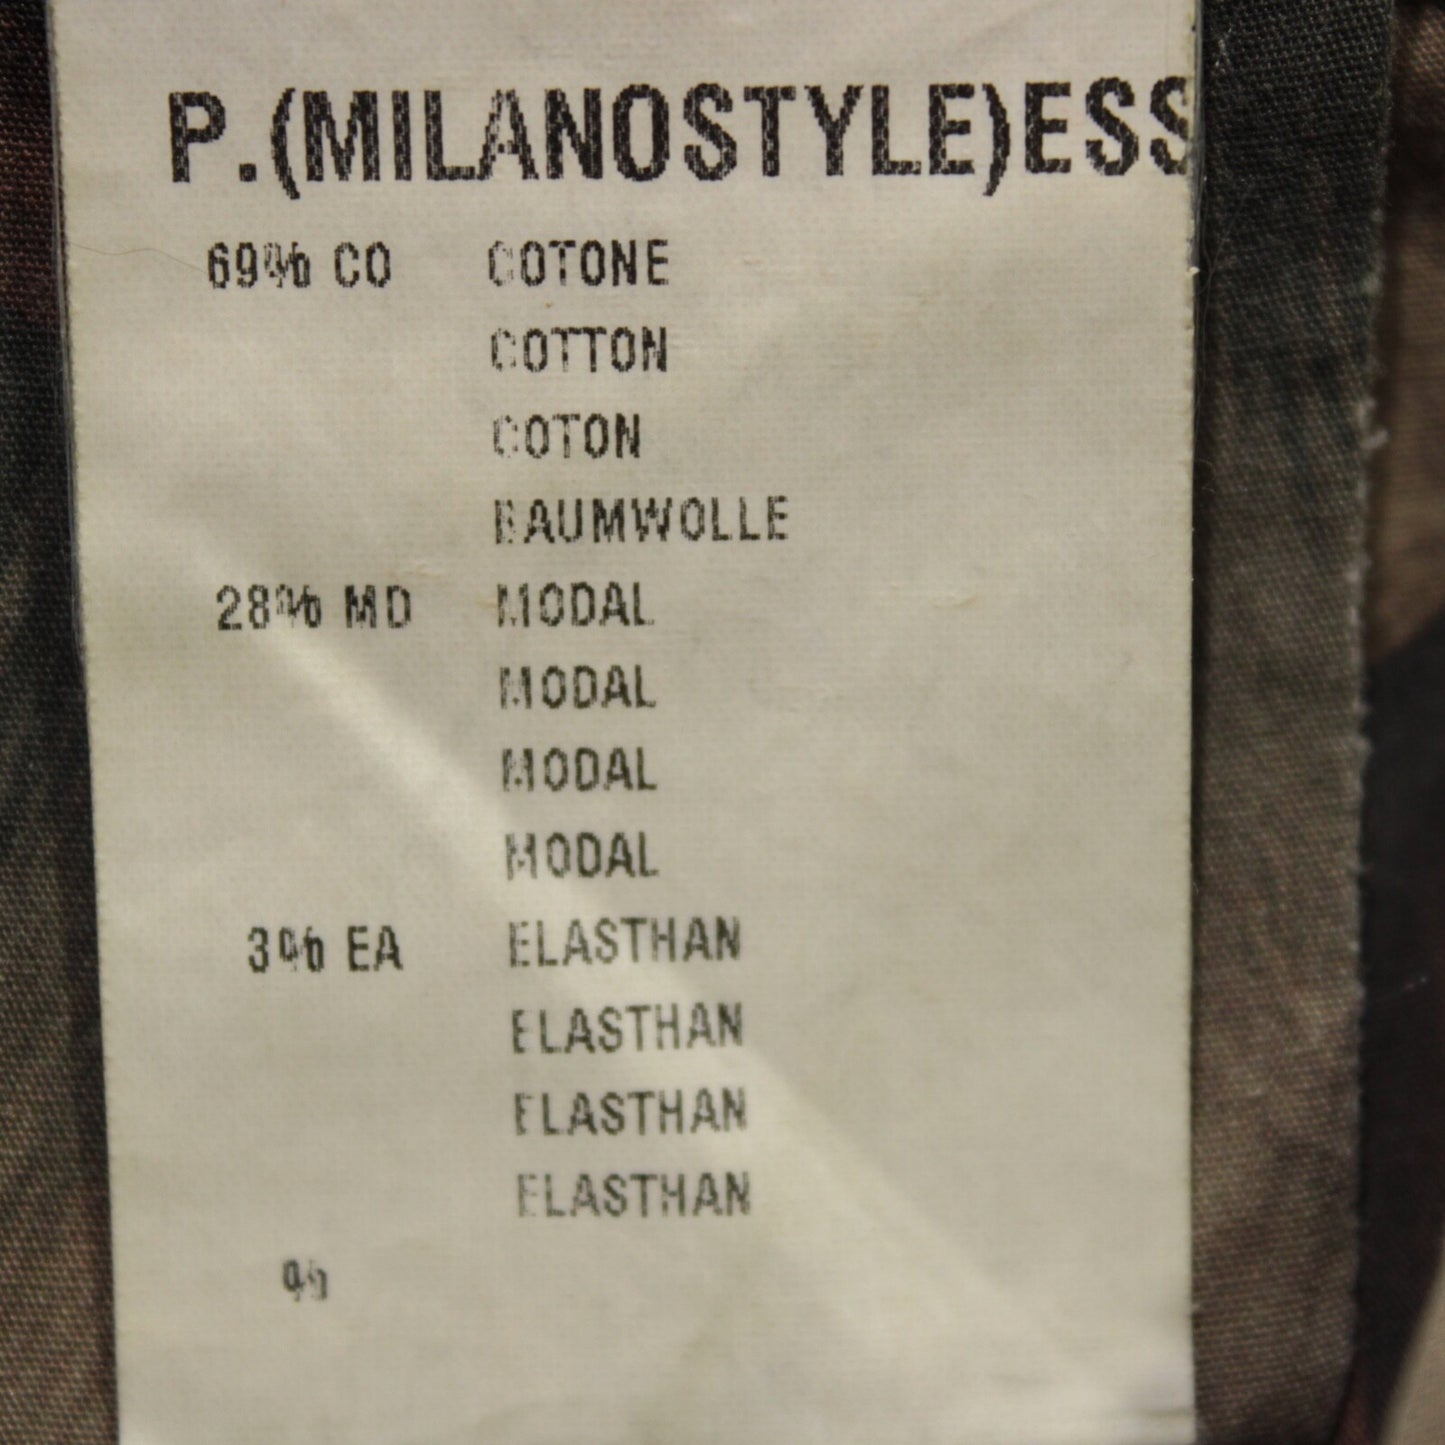 P.(MILANOSTYLE)ESS
69% CO COTONE
COTTON
COTON
BAUMWOLLE
28% MD MODAL
MODAL
MODAL
MODAL
3% EA ELASTHAN
ELASTHAN
ELASTHAN
ELASTHAN
%